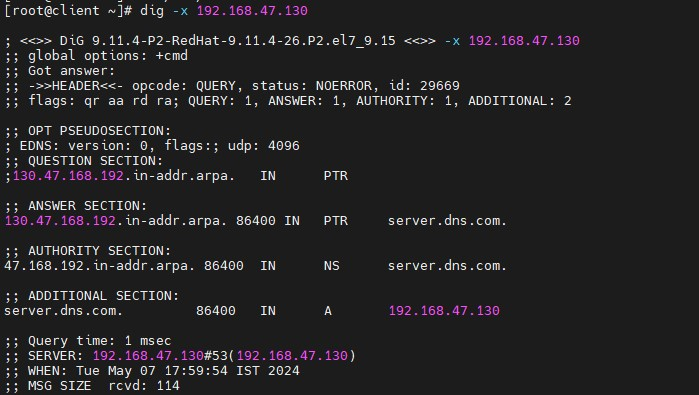 [root@client ~]# dig -x 192.168.47.130
; <<>> DiG 9.11.4-P2-RedHat-9.11.4-26.P2.el7_9.15 <<>> -x 192.168.47.130
;; global options: +cmd
;; Got answer:
;; ->>HEADER<<- opcode: QUERY, status: NOERROR, id: 29669
;; flags: qr aa rd ra; QUERY: 1, ANSWER: 1, AUTHORITY: 1, ADDITIONAL: 2
;; OPT PSEUDOSECTION:
; EDNS: version: 0, flags:; udp: 4096
;; QUESTION SECTION:
;130.47.168.192.in-addr.arpa. IN PTR
;; ANSWER SECTION:
130.47.168.192.in-addr.arpa. 86400 IN PTR server.dns.com.
;; AUTHORITY SECTION:
47.168.192.in-addr.arpa. 86400 IN NS server.dns.com.
;; ADDITIONAL SECTION:
server.dns.com. 86400 IN A 192.168.47.130
;; Query time: 1 msec
;; SERVER: 192.168.47.130#53(192.168.47.130)
;; WHEN: Tue May 07 17:59:54 IST 2024
;; MSG SIZE rcvd: 114